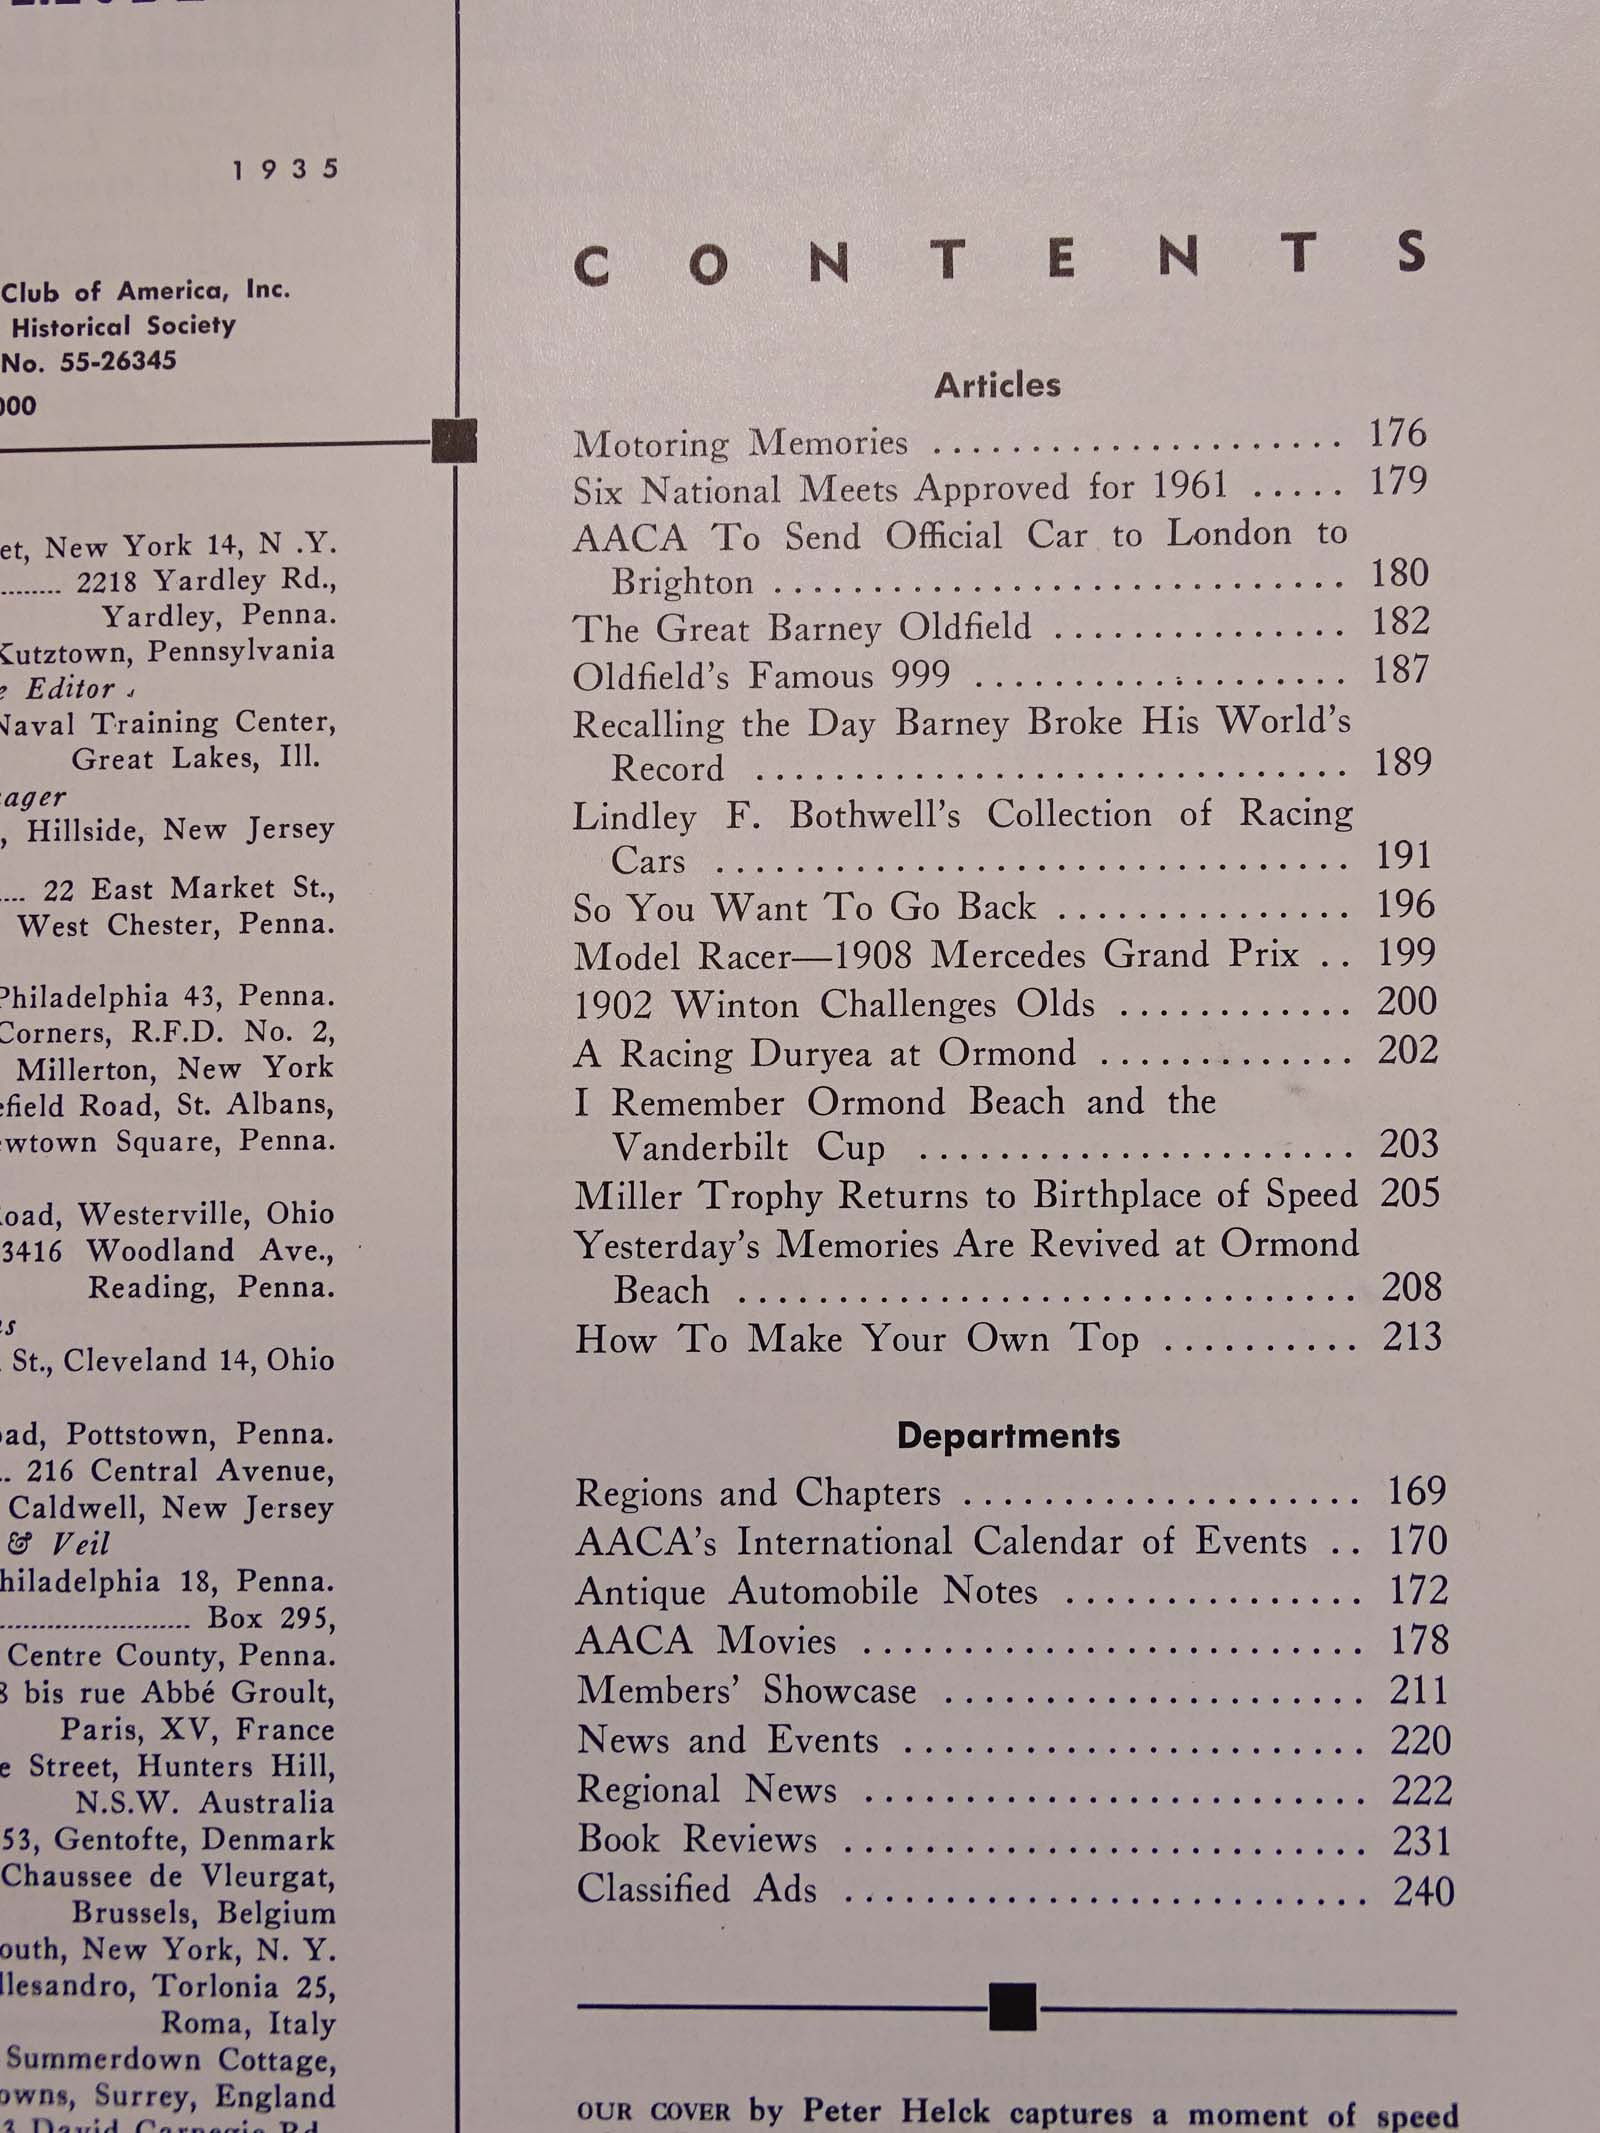 1935
Club of America, Inc.
Historical Society
No. 55-26345
000
et, New York 14, N .Y.
........ 2218 Yardley Rd.,
Yardley, Penna.
Kutztown, Pennsylvania
e Editor
Naval Training Center,
Great Lakes, Ill.
ager
, Hillside, New Jersey
.... 22 East Market St.,
West Chester, Penna.
Philadelphia 43, Penna.
Corners, R.F.D. No. 2,
Millerton, New York
efield Road, St. Albans,
ewtown Square, Penna.
Road, Westerville, Ohio
3416 Woodland Ave.,
Reading, Penna.
es
St., Cleveland 14, Ohio
oad, Pottstown, Penna.
.. 216 Central Avenue,
Caldwell, New Jersey
& Veil
hiladelphia 18, Penna.
........................ Box 295,
Centre County, Penna.
8 bis rue Abbé Groult,
Paris, XV, France
e Street, Hunters Hill,
N.S.W. Australia
53, Gentofte, Denmark
Chaussee de Vleurgat,
Brussels, Belgium
outh, New York, N. Y.
llesandro, Torlonia 25,
Roma, Italy
Summerdown Cottage,
owns, Surrey, England
3 David Carnegie Rd.
CONTENTS
Articles
Motoring Memories ..................... 176
Six National Meets Approved for 1961 ..... 179
AACA To Send Official Car to London to
Brighton ............................. 180
The Great Barney Oldfield ............... 182
Oldfield's Famous 999 ................... 187
Recalling the Day Barney Broke His World's
Record .............................. 189
Lindley F. Bothwell's Collection of Racing
Cars ................................ 191
So You Want To Go Back ............... 196
Model Racer—1908 Mercedes Grand Prix .. 199
1902 Winton Challenges Olds ............ 200
A Racing Duryea at Ormond ............. 202
I Remember Ormond Beach and the
Vanderbilt Cup ...................... 203
Miller Trophy Returns to Birthplace of Speed 205
Yesterday's Memories Are Revived at Ormond
Beach ............................... 208
How To Make Your Own Top .......... 213
Departments
Regions and Chapters .................... 169
AACA's International Calendar of Events .. 170
Antique Automobile Notes ............... 172
AACA Movies ......................... 178
Members' Showcase ..................... 211
News and Events ....................... 220
Regional News ......................... 222
Book Reviews .......................... 231
Classified Ads .......................... 240
OUR COVER by Peter Helck captures a moment of speed